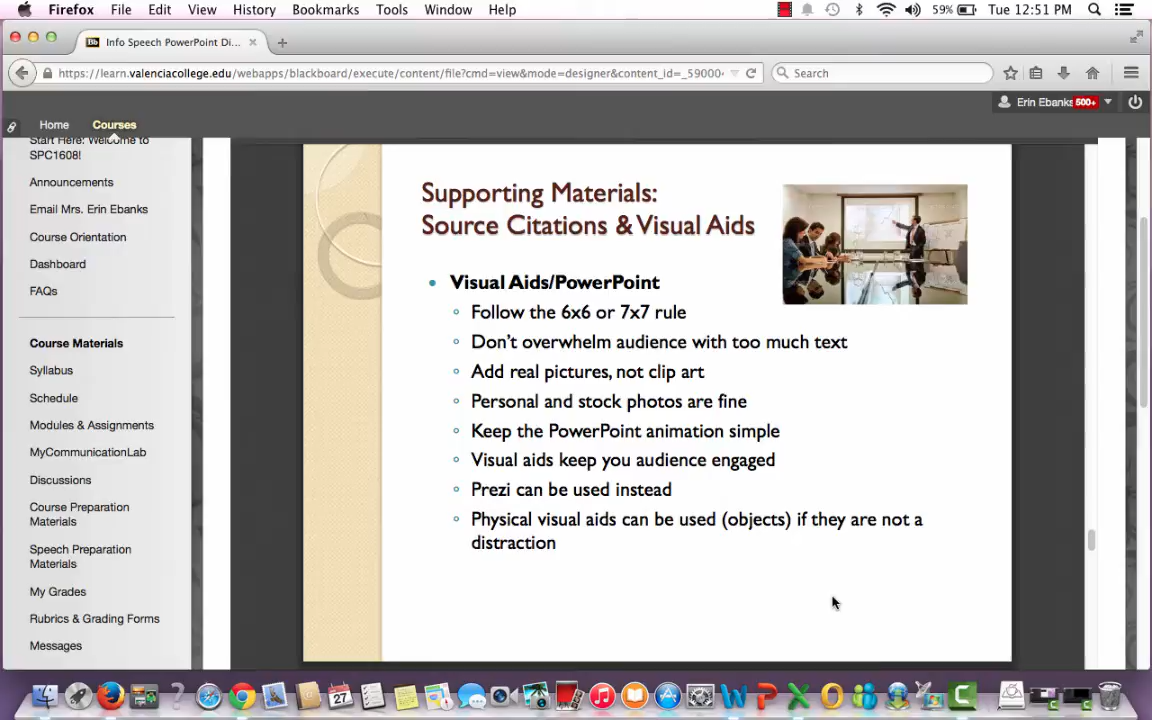 Firefox File Edit View History Bookmarks Tools Window Help 59% Tue 12:51 PM
Bb Info Speech PowerPoint Di...
https://learn.valenciacollege.edu/webapps/blackboard/execute/content/file?cmd=view&mode=designer&content_id=_59000 Search
Erin Ebanks 500+
Home Courses
Start Here: Welcome to
SPC1608!
Announcements
Email Mrs. Erin Ebanks
Course Orientation
Dashboard
FAQs
Course Materials
Syllabus
Schedule
Modules & Assignments
MyCommunicationLab
Discussions
Course Preparation
Materials
Speech Preparation
Materials
My Grades
Rubrics & Grading Forms
Messages
Supporting Materials:
Source Citations & Visual Aids
Visual Aids/PowerPoint
Follow the 6x6 or 7x7 rule
Don't overwhelm audience with too much text
Add real pictures, not clip art
Personal and stock photos are fine
Keep the PowerPoint animation simple
Visual aids keep you audience engaged
Prezi can be used instead
Physical visual aids can be used (objects) if they are not a
distraction
27